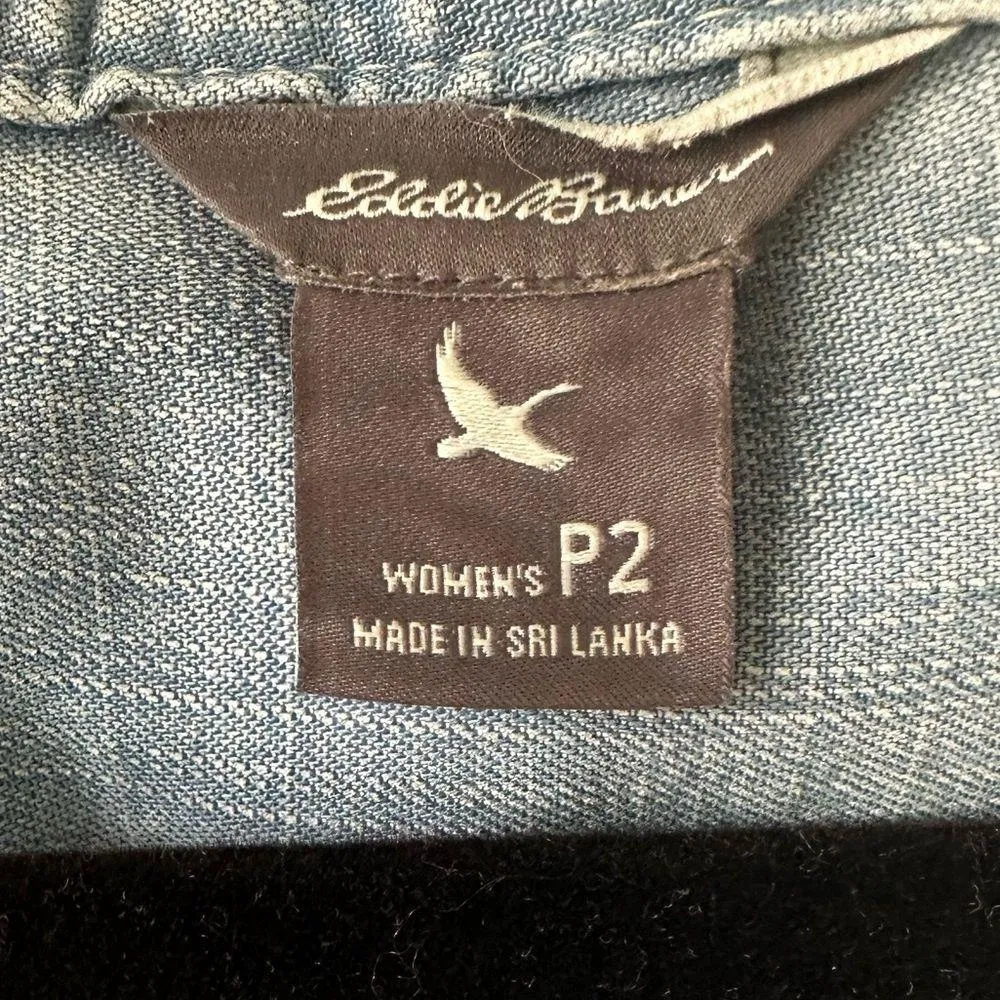 Eddie Bauer
WOMEN'S P2
MADE IN SRI LANKA